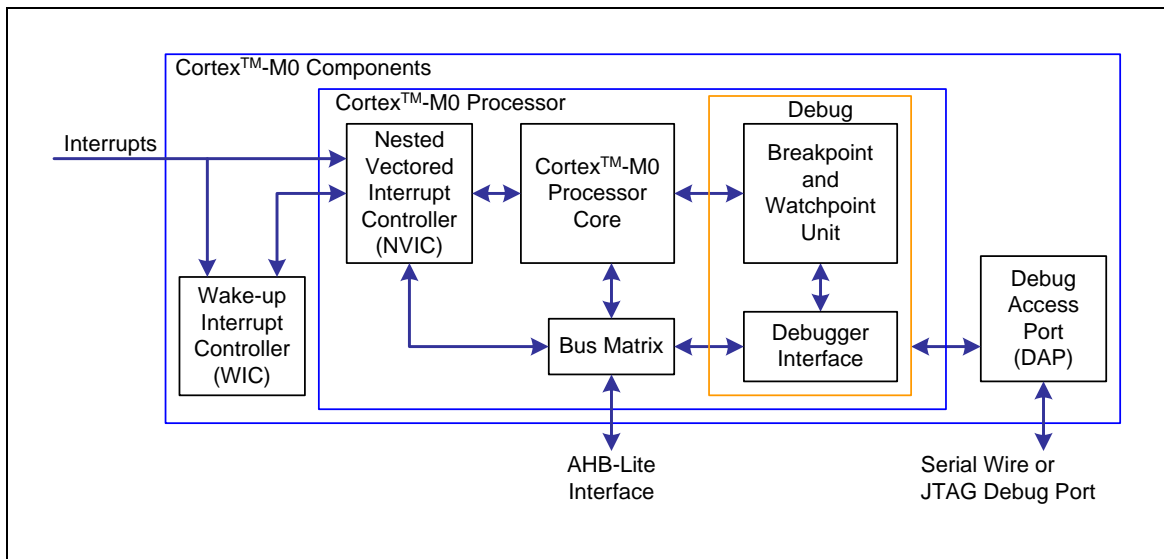 Cortex™-M0 Components
Cortex™-M0 Processor
Debug
Interrupts
Nested
Vectored
Interrupt
Controller
(NVIC)
Cortex™-M0
Processor
Core
Breakpoint
and
Watchpoint
Unit
Wake-up
Interrupt
Controller
(WIC)
Bus Matrix
Debugger
Interface
Debug
Access
Port
(DAP)
AHB-Lite
Interface
Serial Wire or
JTAG Debug Port